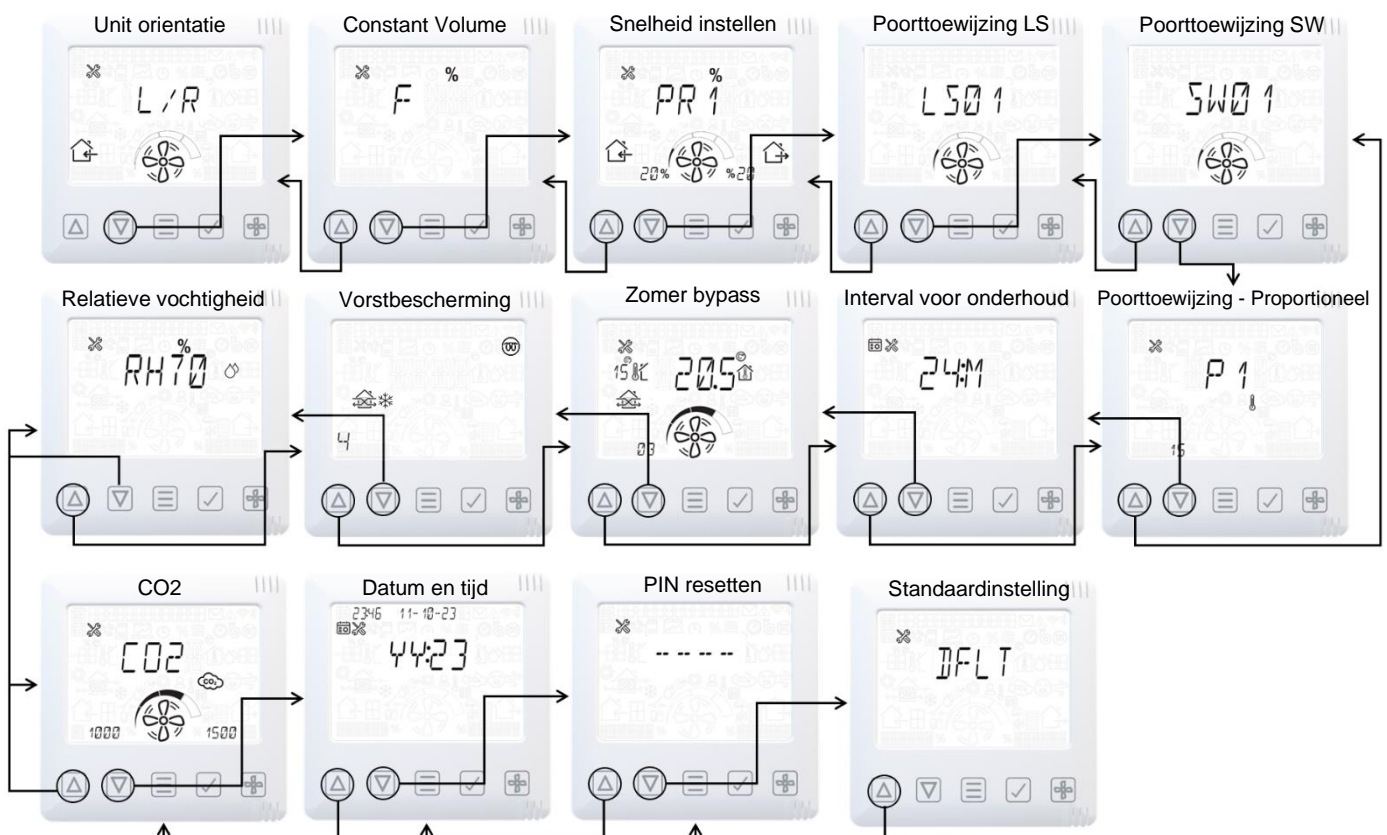 Unit orientatie
Constant Volume
Snelheid instellen
Poorttoewijzing LS
Poorttoewijzing SW
L/R
%
F
%
PR1
20%
%20
LS01
SW01
Relatieve vochtigheid
Vorstbescherming
Zomer bypass
Interval voor onderhoud
Poorttoewijzing - Proportioneel
%
RH70
4
15
20.5
03
24:M
P1
15
CO2
Datum en tijd
PIN resetten
Standaardinstelling
CO2
CO₂
1000
1500
23:46 11-10-23
YY:23
-- -- -- --
DFLT